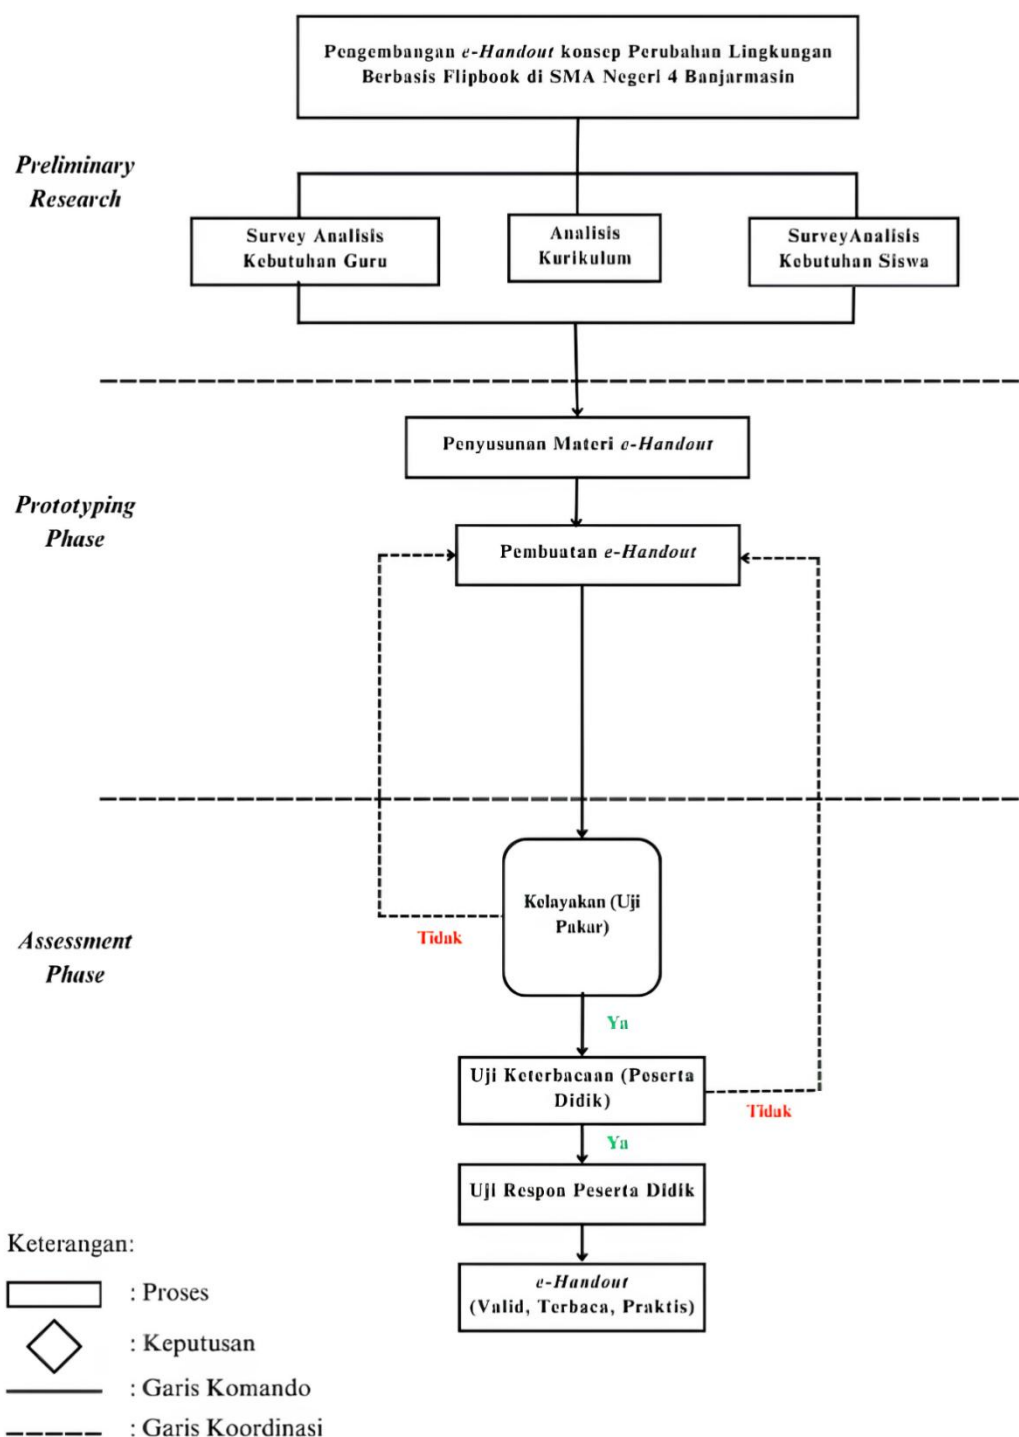 Pengembangan e-Handout konsep Perubahan Lingkungan
Berbasis Flipbook di SMA Negeri 4 Banjarmasin
Preliminary
Research
Survey Analisis
Kebutuhan Guru
Analisis
Kurikulum
SurveyAnalisis
Kebutuhan Siswa
Penyusunan Materi e-Handout
Prototyping
Phase
Pembuatan e-Handout
Kelayakan (Uji
Pakar)
Tidak
Assessment
Phase
Ya
Uji Keterbacaan (Peserta
Didik)
Tidak
Ya
Uji Respon Peserta Didik
e-Handout
(Valid, Terbaca, Praktis)
Keterangan:
: Proses
: Keputusan
: Garis Komando
: Garis Koordinasi